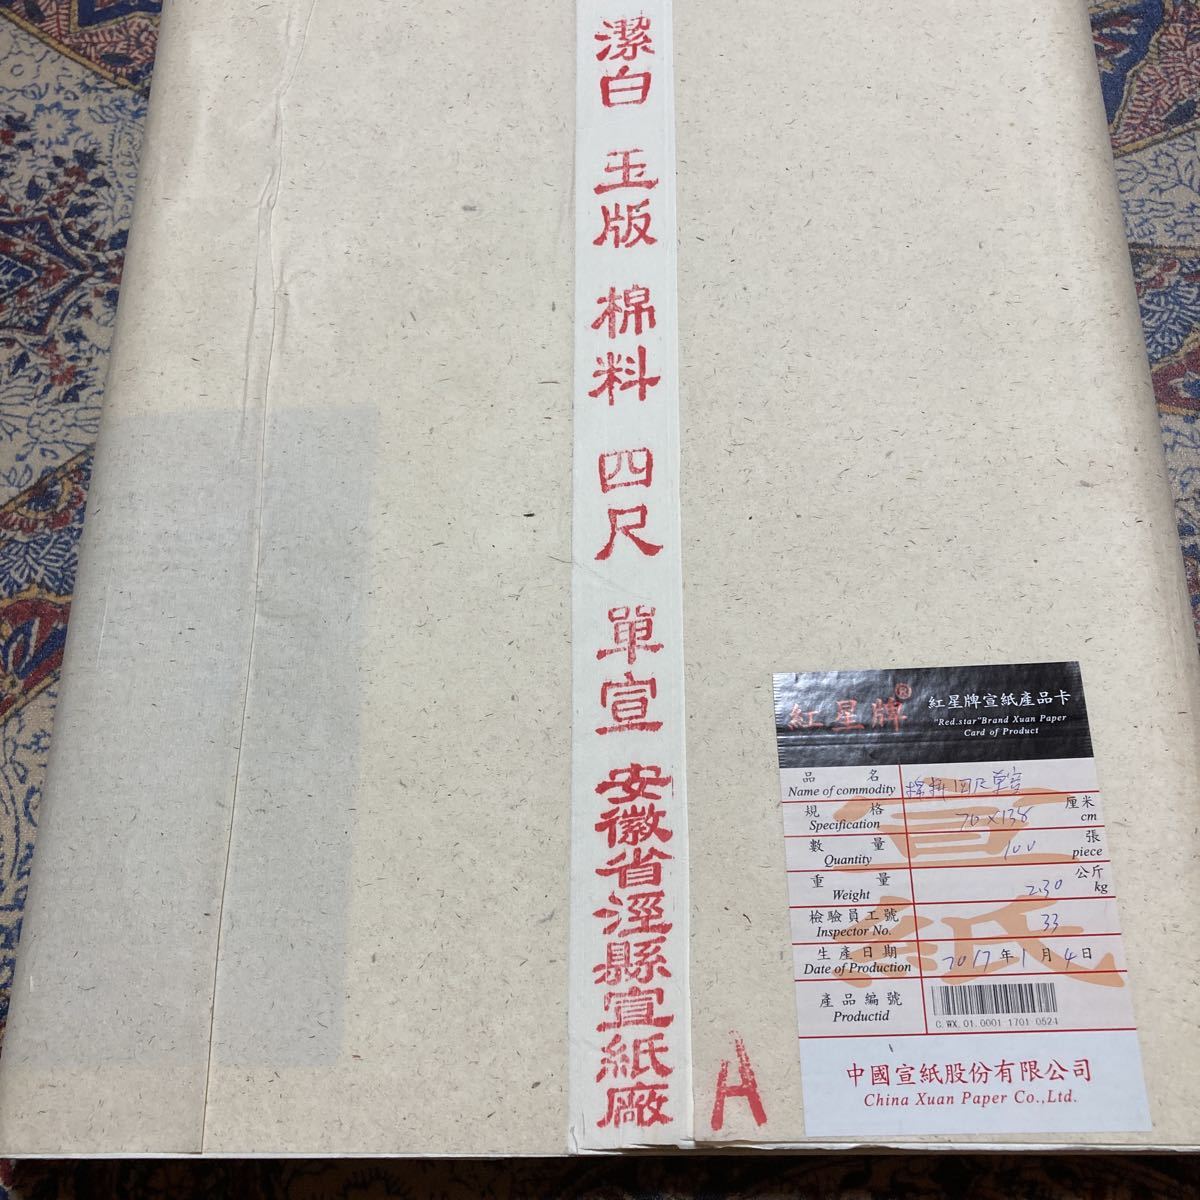 潔白 玉版 棉料 四尺 單宣 安徽省涇縣宣紙廠
A
紅星牌®
紅星牌宣紙產品卡
"Red.star"Brand Xuan Paper
Card of Product
品名 棉料四尺單宣
Name of commodity
規格 70×138 厘米
Specification cm
數量 100 張
Quantity piece
重量 2.30 公斤
Weight kg
檢驗員工號 33
Inspector No.
生產日期 2017年1月4日
Date of Production
產品編號
Productid
C.WX.01.0001 1701 0524
宣紙
中國宣紙股份有限公司
China Xuan Paper Co.,Ltd.